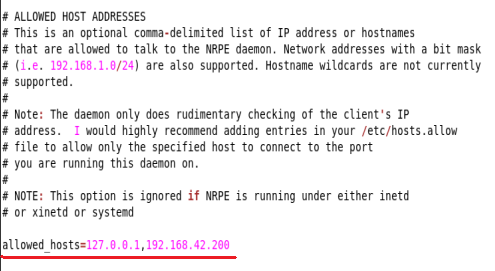 # ALLOWED HOST ADDRESSES
# This is an optional comma-delimited list of IP address or hostnames
# that are allowed to talk to the NRPE daemon. Network addresses with a bit mask
# (i.e. 192.168.1.0/24) are also supported. Hostname wildcards are not currently
# supported.
#
# Note: The daemon only does rudimentary checking of the client's IP
# address.  I would highly recommend adding entries in your /etc/hosts.allow
# file to allow only the specified host to connect to the port
# you are running this daemon on.
#
# NOTE: This option is ignored if NRPE is running under either inetd
# or xinetd or systemd
allowed_hosts=127.0.0.1,192.168.42.200